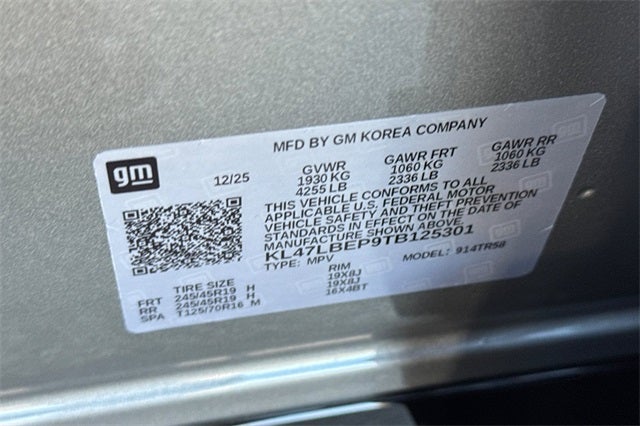 MFD BY GM KOREA COMPANY
gm
12/25
GVWR GAWR FRT GAWR RR
1930 KG 1060 KG 1060 KG
4255 LB 2336 LB 2336 LB
THIS VEHICLE CONFORMS TO ALL
APPLICABLE U.S. FEDERAL MOTOR
VEHICLE SAFETY AND THEFT PREVENTION
STANDARDS IN EFFECT ON THE DATE OF
MANUFACTURE SHOWN ABOVE.
KL47LBEP9TB125301
TYPE: MPV MODEL: 914TR58
TIRE SIZE RIM
FRT 245/45R19 H 19X8J
RR 245/45R19 H 19X8J
SPA T125/70R16 M 16X4BT